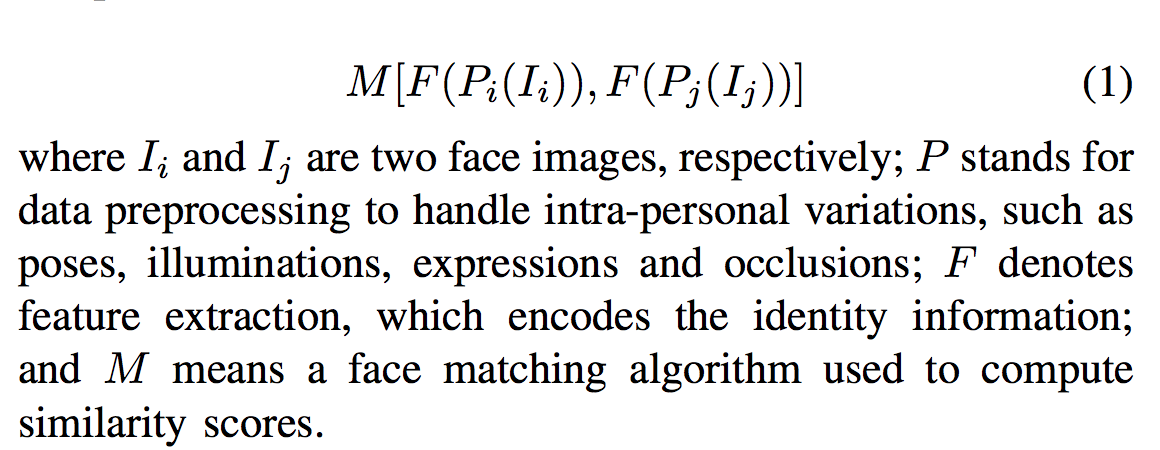 M[F(P_i(I_i)), F(P_j(I_j))] (1)
where I_i and I_j are two face images, respectively; P stands for
data preprocessing to handle intra-personal variations, such as
poses, illuminations, expressions and occlusions; F denotes
feature extraction, which encodes the identity information;
and M means a face matching algorithm used to compute
similarity scores.